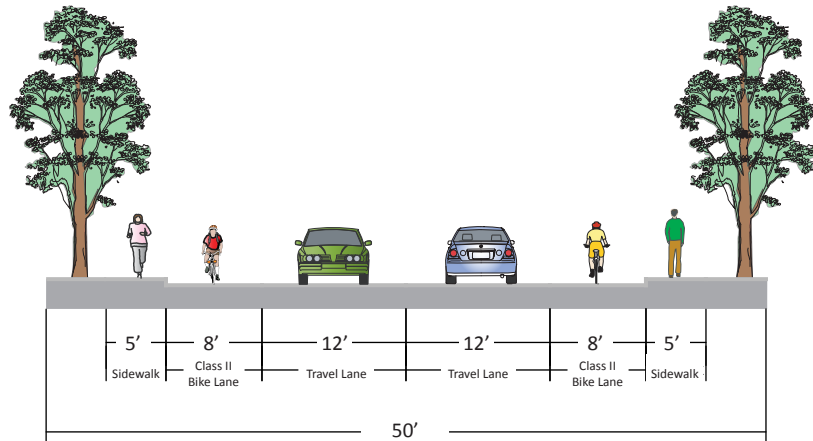 5’ 8’ 12’ 12’ 8’ 5’
Sidewalk Class II Bike Lane Travel Lane Travel Lane Class II Bike Lane Sidewalk
50’